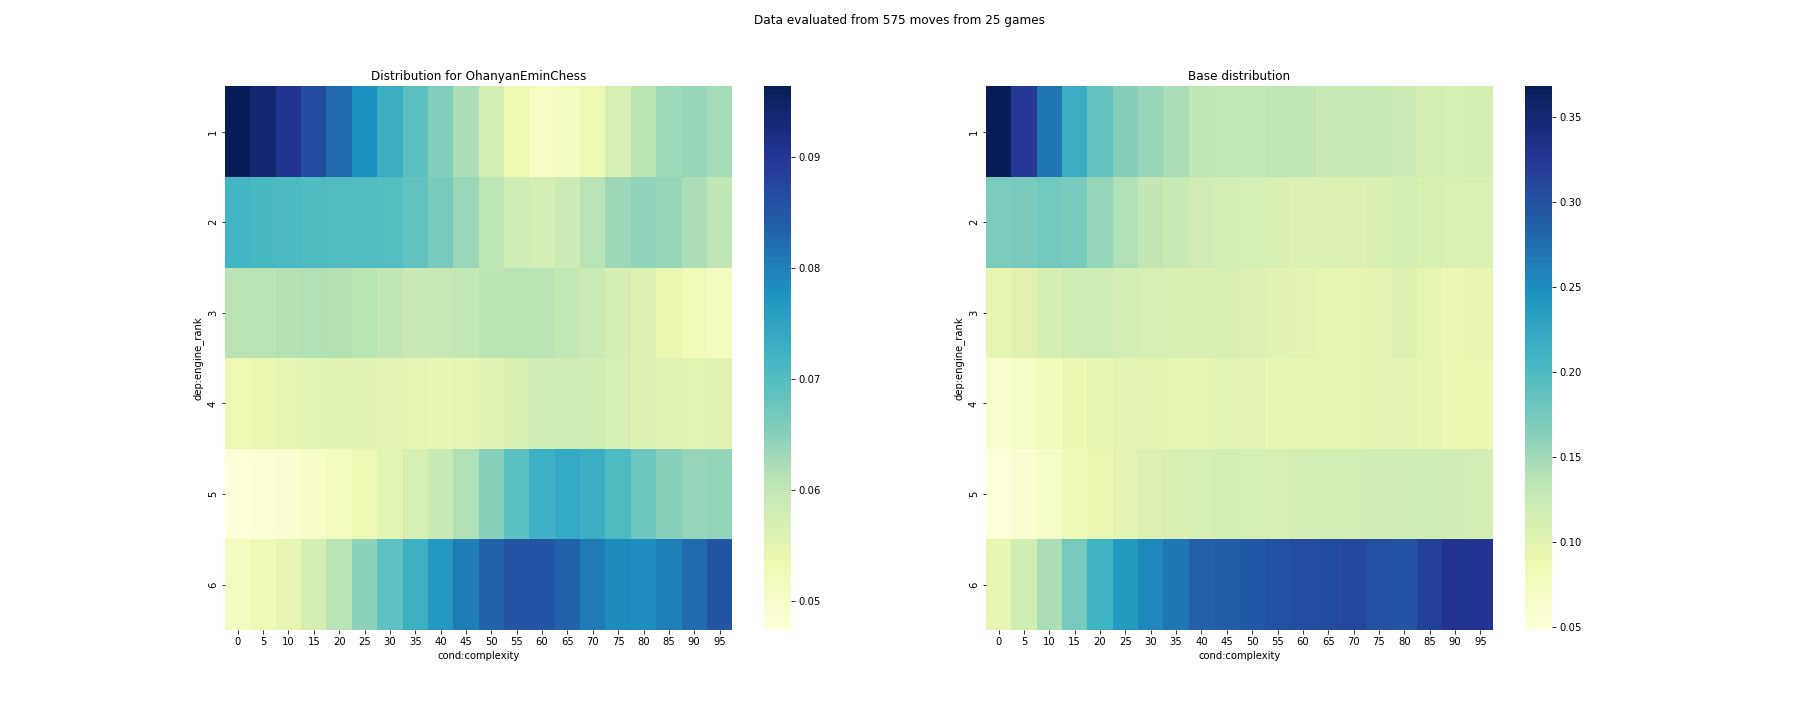 Data evaluated from 575 moves from 25 games
Distribution for OhanyanEminChess
1
2
3
4
5
6
dep:engine_rank
0 5 10 15 20 25 30 35 40 45 50 55 60 65 70 75 80 85 90 95
cond:complexity
0.09
0.08
0.07
0.06
0.05
Base distribution
1
2
3
4
5
6
dep:engine_rank
0 5 10 15 20 25 30 35 40 45 50 55 60 65 70 75 80 85 90 95
cond:complexity
0.35
0.30
0.25
0.20
0.15
0.10
0.05